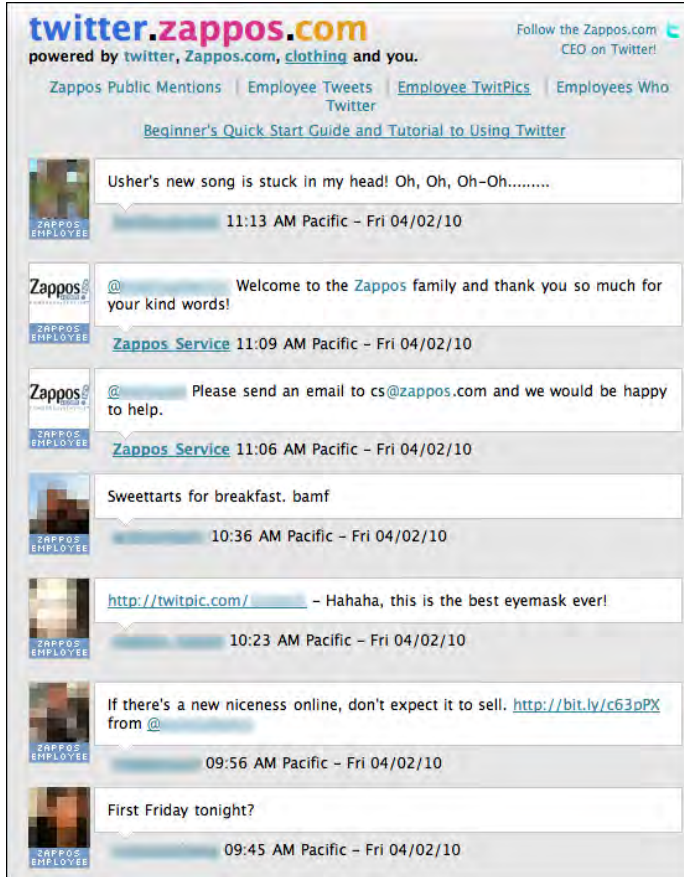 twitter.zappos.com
powered by twitter, Zappos.com, clothing and you.
Follow the Zappos.com
CEO on Twitter!
Zappos Public Mentions | Employee Tweets | Employee TwitPics | Employees Who
Twitter
Beginner's Quick Start Guide and Tutorial to Using Twitter
ZAPPOS
EMPLOYEE
Usher's new song is stuck in my head! Oh, Oh, Oh-Oh.........
11:13 AM Pacific - Fri 04/02/10
Zappos
ZAPPOS
EMPLOYEE
@ Welcome to the Zappos family and thank you so much for
your kind words!
Zappos Service 11:09 AM Pacific - Fri 04/02/10
Zappos
ZAPPOS
EMPLOYEE
@ Please send an email to cs@zappos.com and we would be happy
to help.
Zappos Service 11:06 AM Pacific - Fri 04/02/10
ZAPPOS
EMPLOYEE
Sweettarts for breakfast. bamf
10:36 AM Pacific - Fri 04/02/10
ZAPPOS
EMPLOYEE
http://twitpic.com/ - Hahaha, this is the best eyemask ever!
10:23 AM Pacific - Fri 04/02/10
ZAPPOS
EMPLOYEE
If there's a new niceness online, don't expect it to sell. http://bit.ly/c63pPX
from @
09:56 AM Pacific - Fri 04/02/10
ZAPPOS
EMPLOYEE
First Friday tonight?
09:45 AM Pacific - Fri 04/02/10